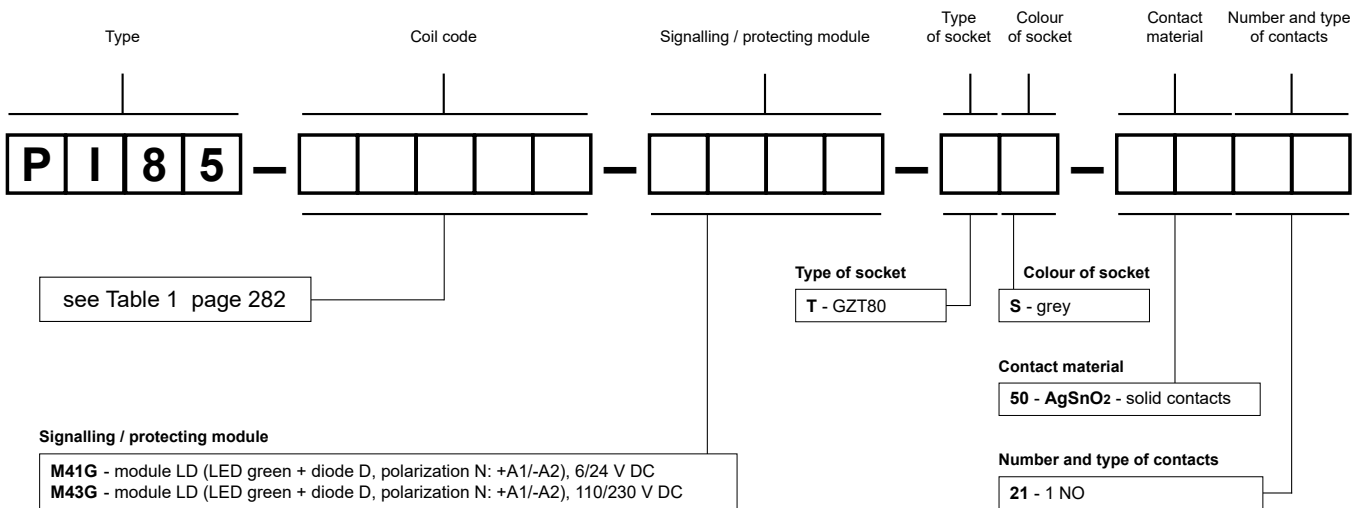 Type
Coil code
Signalling / protecting module
Type
of socket
Colour
of socket
Contact
material
Number and type
of contacts
P I 8 5 – – – –
see Table 1 page 282
Type of socket
T - GZT80
Colour of socket
S - grey
Contact material
50 - AgSnO2 - solid contacts
Signalling / protecting module
M41G - module LD (LED green + diode D, polarization N: +A1/-A2), 6/24 V DC
M43G - module LD (LED green + diode D, polarization N: +A1/-A2), 110/230 V DC
Number and type of contacts
21 - 1 NO